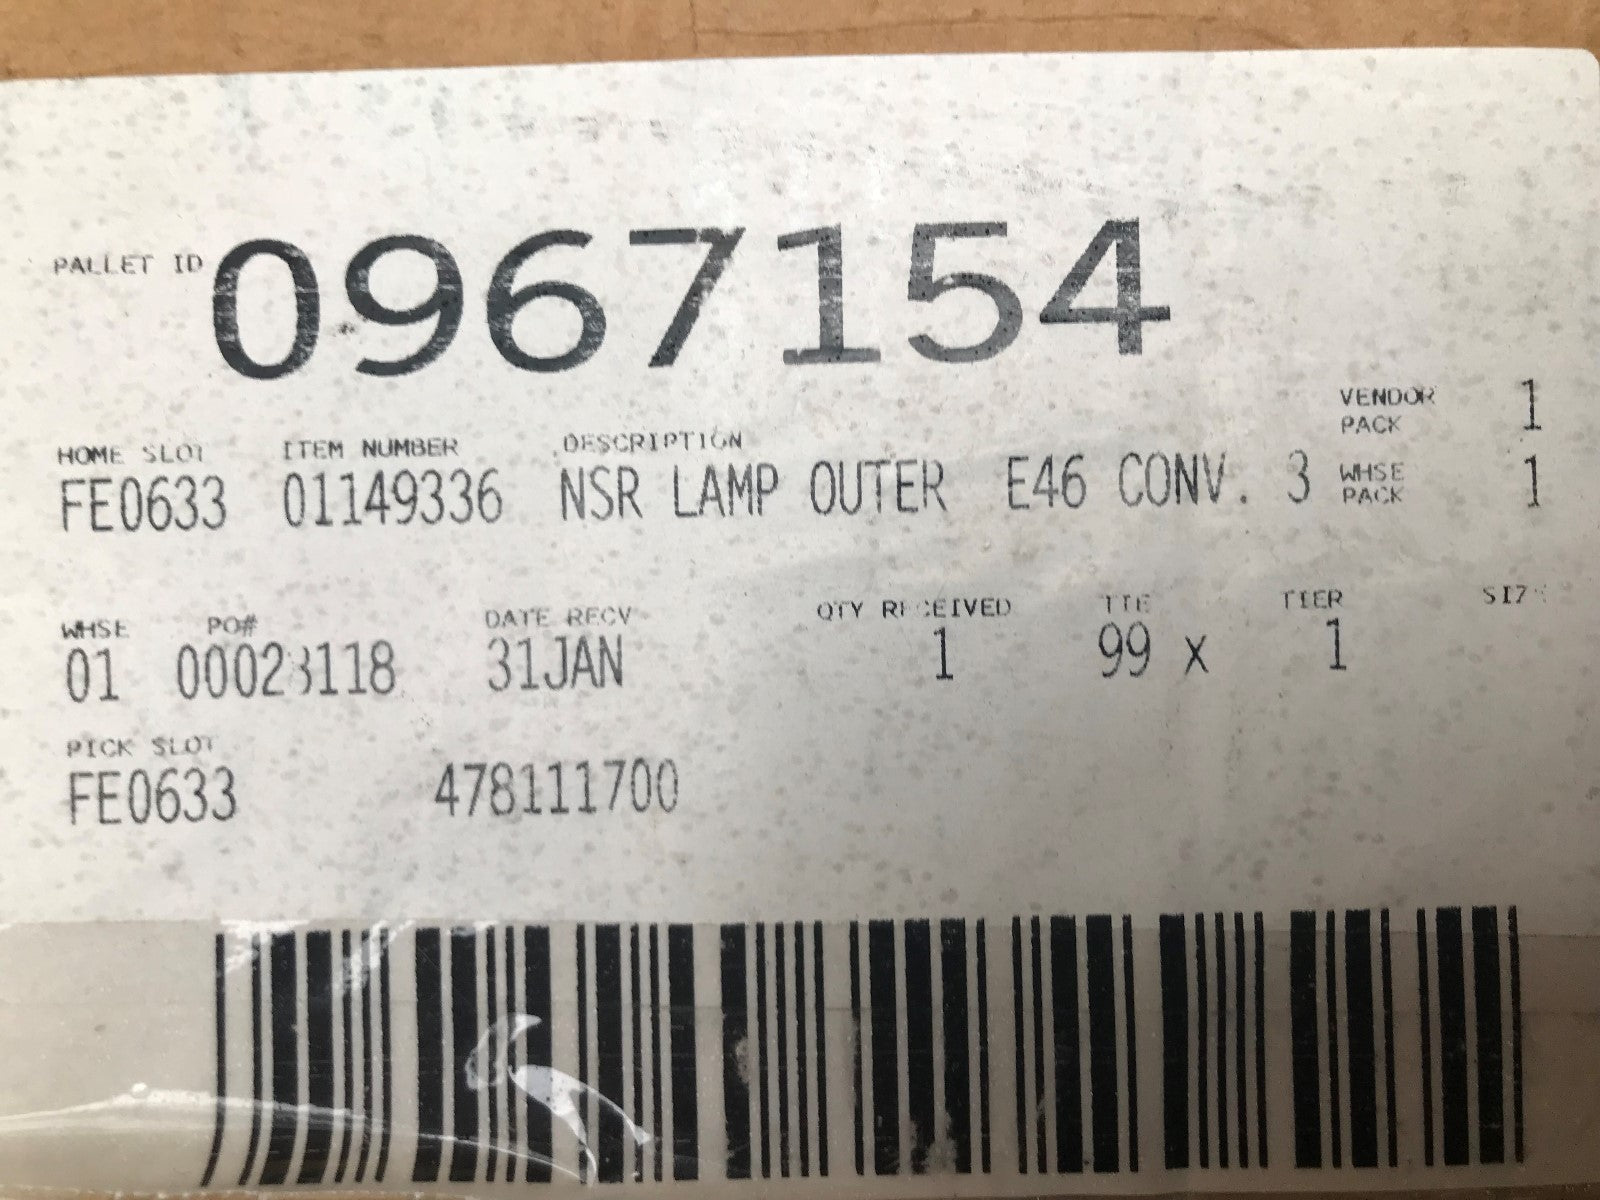 PALLET ID 0967154
VENDOR PACK 1
HOME SLOT ITEM NUMBER DESCRIPTION
FE0633 01149336 NSR LAMP OUTER E46 CONV. 3
WHSE PACK 1
WHSE PO# DATE RECV QTY RECEIVED TIE TIER
01 00023118 31JAN 1 99 x 1
PICK SLOT
FE0633 478111700